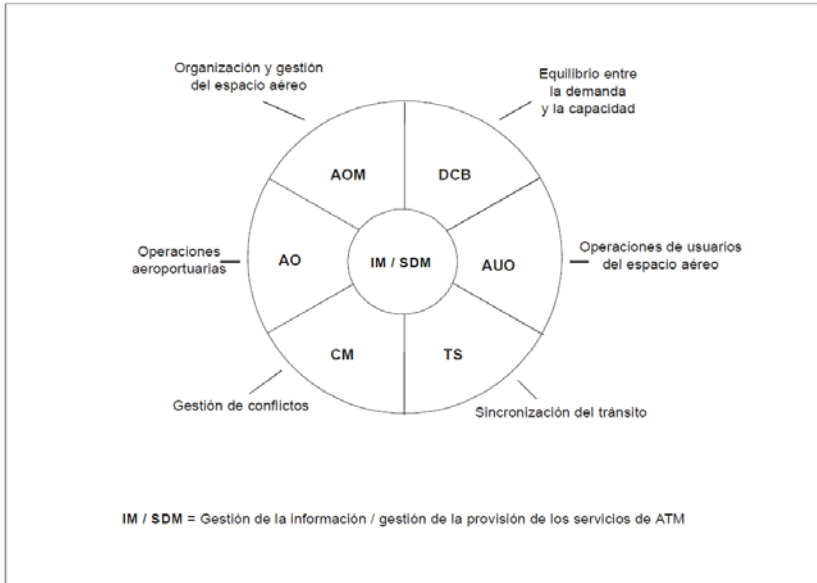 Organización y gestión
del espacio aéreo
Equilibrio entre
la demanda
y la capacidad
AOM
DCB
Operaciones
aeroportuarias
AO
IM / SDM
AUO
Operaciones de usuarios
del espacio aéreo
CM
TS
Gestión de conflictos
Sincronización del tránsito
IM / SDM = Gestión de la información / gestión de la provisión de los servicios de ATM